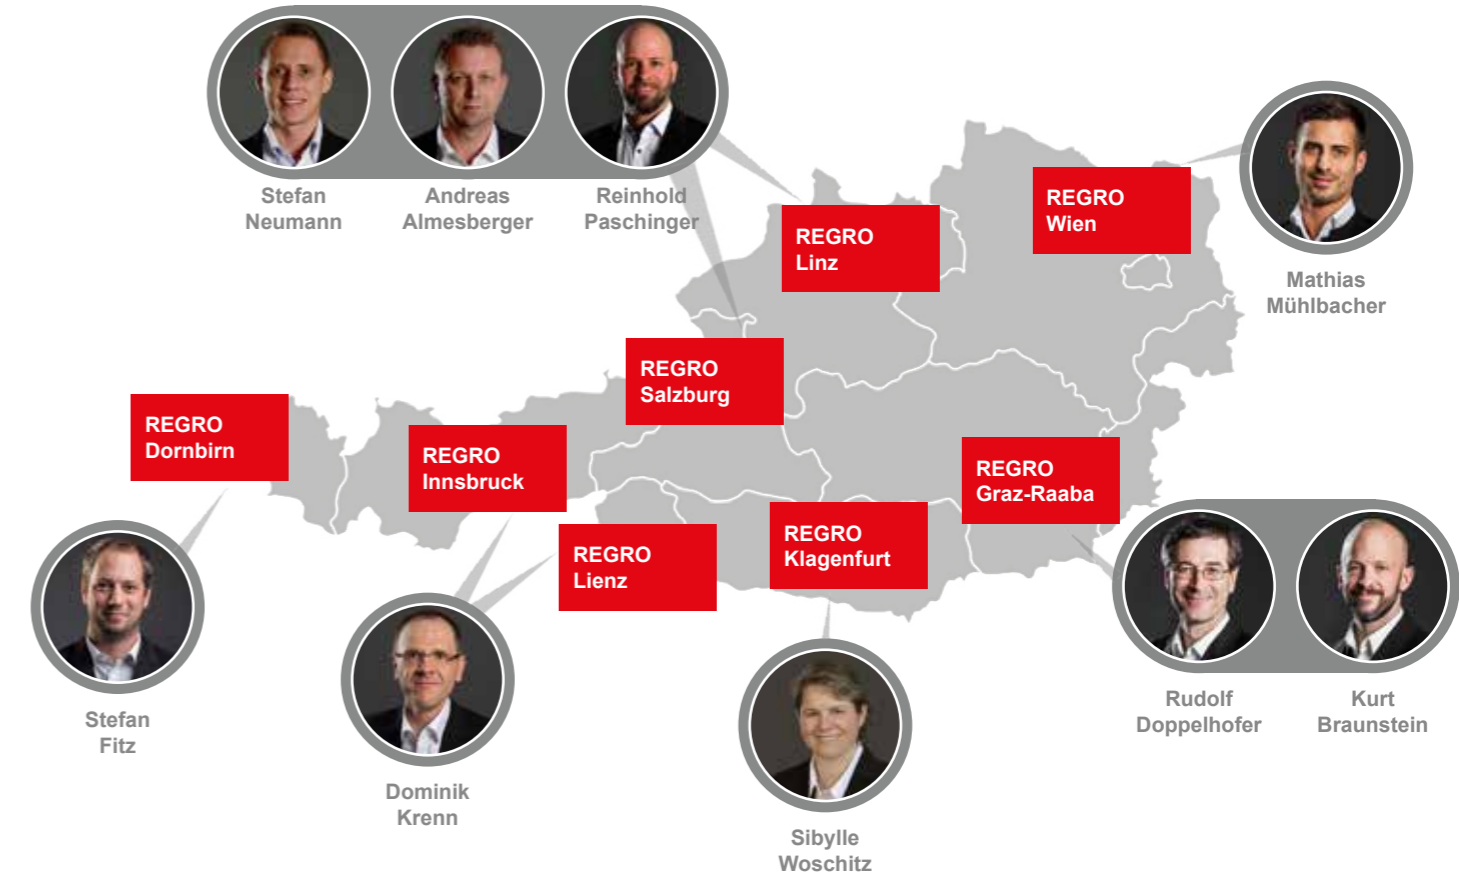 Stefan
Neumann
Andreas
Almesberger
Reinhold
Paschinger
REGRO
Wien
REGRO
Linz
Mathias
Mühlbacher
REGRO
Salzburg
REGRO
Dornbirn
REGRO
Innsbruck
REGRO
Graz-Raaba
REGRO
Klagenfurt
REGRO
Lienz
Stefan
Fitz
Dominik
Krenn
Sibylle
Woschitz
Rudolf
Doppelhofer
Kurt
Braunstein